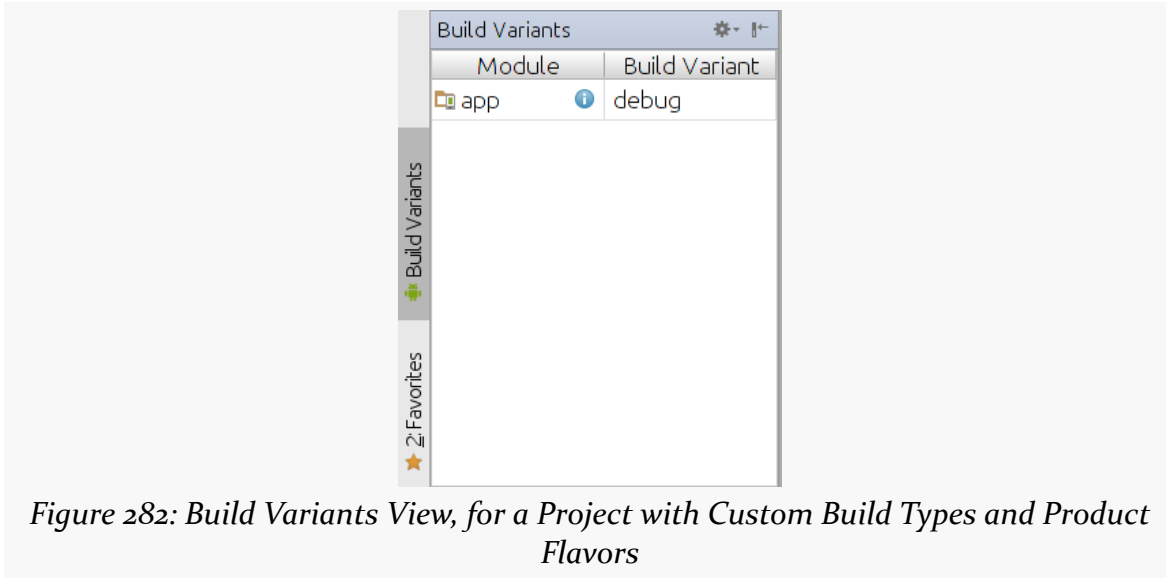 Build Variants
Module Build Variant
app debug
Build Variants
2: Favorites
Figure 282: Build Variants View, for a Project with Custom Build Types and Product
Flavors